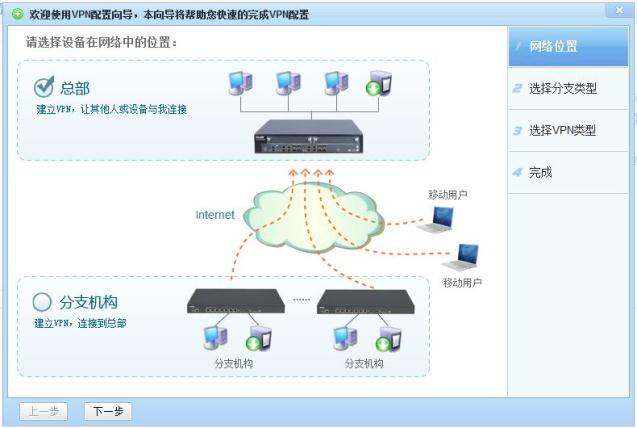 欢迎使用VPN配置向导，本向导将帮助您快速的完成VPN配置
请选择设备在网络中的位置：
总部
建立VPN，让其他人或设备与我连接
Internet
移动用户
移动用户
分支机构
建立VPN，连接到总部
......
分支机构
分支机构
1 网络位置
2 选择分支类型
3 选择VPN类型
4 完成
上一步
下一步